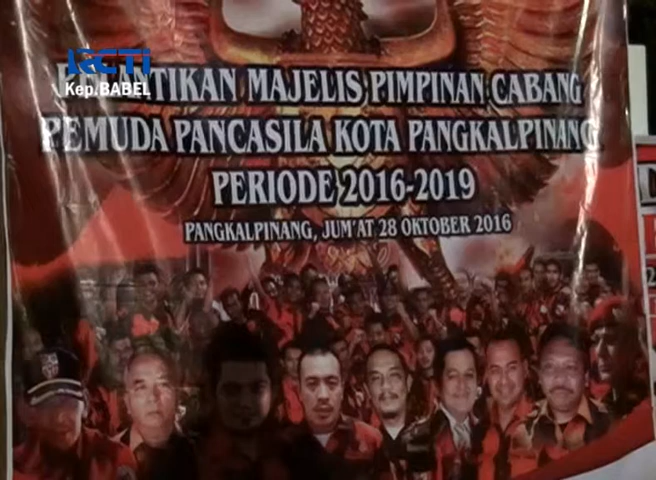 RCTI
Kep.BABEL
PELANTIKAN MAJELIS PIMPINAN CABANG
PEMUDA PANCASILA KOTA PANGKALPINANG
PERIODE 2016-2019
PANGKALPINANG, JUM'AT 28 OKTOBER 2016